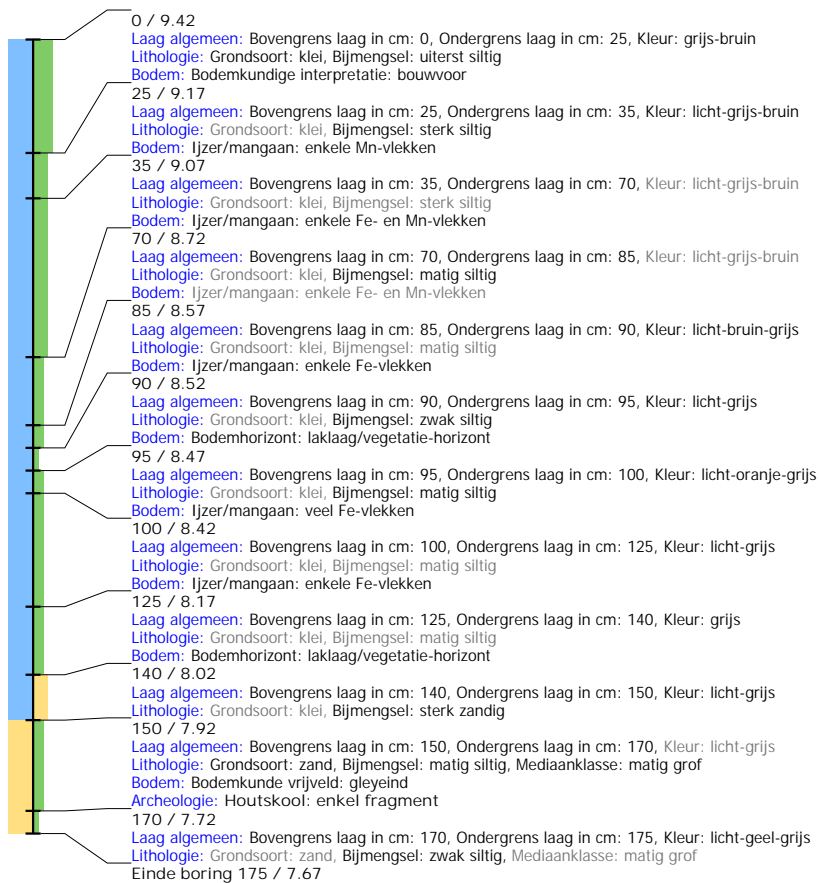 0 / 9.42
Laag algemeen: Bovengrens laag in cm: 0, Ondergrens laag in cm: 25, Kleur: grijs-bruin
Lithologie: Grondsoort: klei, Bijmengsel: uiterst siltig
Bodem: Bodemkundige interpretatie: bouwvoor
25 / 9.17
Laag algemeen: Bovengrens laag in cm: 25, Ondergrens laag in cm: 35, Kleur: licht-grijs-bruin
Lithologie: Grondsoort: klei, Bijmengsel: sterk siltig
Bodem: Ijzer/mangaan: enkele Mn-vlekken
35 / 9.07
Laag algemeen: Bovengrens laag in cm: 35, Ondergrens laag in cm: 70, Kleur: licht-grijs-bruin
Lithologie: Grondsoort: klei, Bijmengsel: sterk siltig
Bodem: Ijzer/mangaan: enkele Fe- en Mn-vlekken
70 / 8.72
Laag algemeen: Bovengrens laag in cm: 70, Ondergrens laag in cm: 85, Kleur: licht-grijs-bruin
Lithologie: Grondsoort: klei, Bijmengsel: matig siltig
Bodem: Ijzer/mangaan: enkele Fe- en Mn-vlekken
85 / 8.57
Laag algemeen: Bovengrens laag in cm: 85, Ondergrens laag in cm: 90, Kleur: licht-bruin-grijs
Lithologie: Grondsoort: klei, Bijmengsel: matig siltig
Bodem: Ijzer/mangaan: enkele Fe-vlekken
90 / 8.52
Laag algemeen: Bovengrens laag in cm: 90, Ondergrens laag in cm: 95, Kleur: licht-grijs
Lithologie: Grondsoort: klei, Bijmengsel: zwak siltig
Bodem: Bodemhorizont: laklaag/vegetatie-horizont
95 / 8.47
Laag algemeen: Bovengrens laag in cm: 95, Ondergrens laag in cm: 100, Kleur: licht-oranje-grijs
Lithologie: Grondsoort: klei, Bijmengsel: matig siltig
Bodem: Ijzer/mangaan: veel Fe-vlekken
100 / 8.42
Laag algemeen: Bovengrens laag in cm: 100, Ondergrens laag in cm: 125, Kleur: licht-grijs
Lithologie: Grondsoort: klei, Bijmengsel: matig siltig
Bodem: Ijzer/mangaan: enkele Fe-vlekken
125 / 8.17
Laag algemeen: Bovengrens laag in cm: 125, Ondergrens laag in cm: 140, Kleur: grijs
Lithologie: Grondsoort: klei, Bijmengsel: matig siltig
Bodem: Bodemhorizont: laklaag/vegetatie-horizont
140 / 8.02
Laag algemeen: Bovengrens laag in cm: 140, Ondergrens laag in cm: 150, Kleur: licht-grijs
Lithologie: Grondsoort: klei, Bijmengsel: sterk zandig
150 / 7.92
Laag algemeen: Bovengrens laag in cm: 150, Ondergrens laag in cm: 170, Kleur: licht-grijs
Lithologie: Grondsoort: zand, Bijmengsel: matig siltig, Mediaanklasse: matig grof
Bodem: Bodemkunde vrijveld: gleyeind
Archeologie: Houtskool: enkel fragment
170 / 7.72
Laag algemeen: Bovengrens laag in cm: 170, Ondergrens laag in cm: 175, Kleur: licht-geel-grijs
Lithologie: Grondsoort: zand, Bijmengsel: zwak siltig, Mediaanklasse: matig grof
Einde boring 175 / 7.67